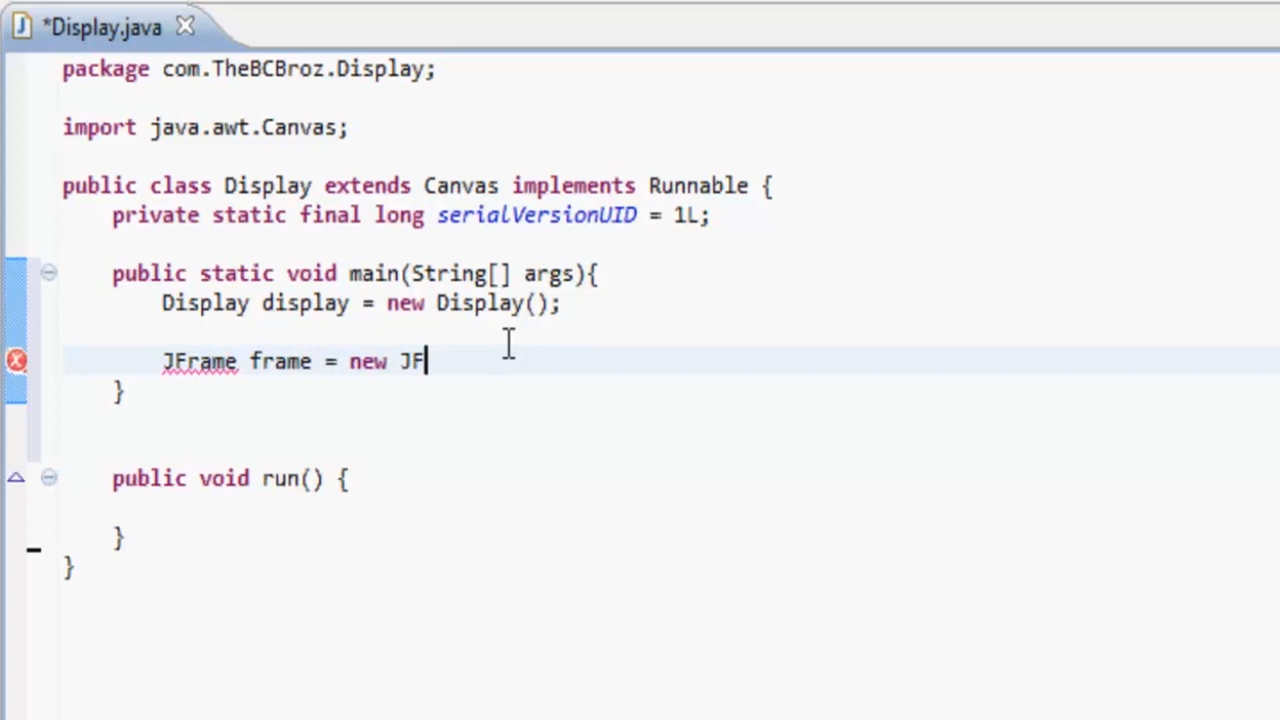 *Display.java
package com.TheBCBroz.Display;
import java.awt.Canvas;
public class Display extends Canvas implements Runnable {
private static final long serialVersionUID = 1L;
public static void main(String[] args){
Display display = new Display();
JFrame frame = new JF
}
public void run() {
}
}